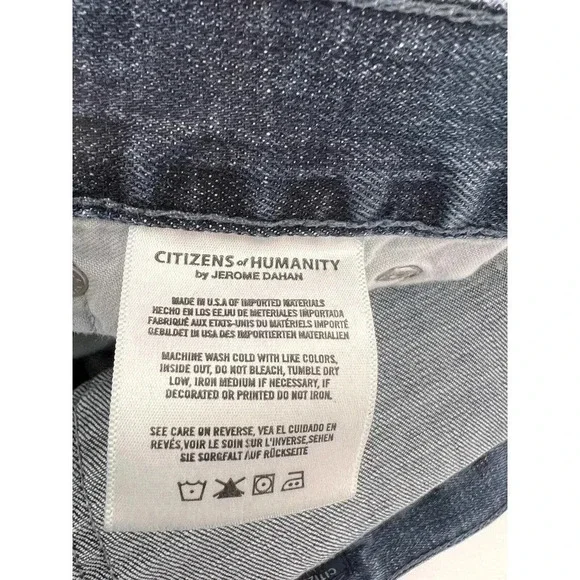 CITIZENS of HUMANITY
by JEROME DAHAN
MADE IN U.S.A OF IMPORTED MATERIALS
HECHO EN LOS EE.UU DE METERIALES IMPORTADA
FABRIQUÉ AUX ETATS-UNIS DU MATÉRIELS IMPORTÉ
GEBILDET IN USA DES IMPORTIERTEN MATERIALIEN
MACHINE WASH COLD WITH LIKE COLORS,
INSIDE OUT, DO NOT BLEACH, TUMBLE DRY
LOW, IRON MEDIUM IF NECESSARY, IF
DECORATED OR PRINTED DO NOT IRON.
SEE CARE ON REVERSE, VEA EL CUIDADO EN
REVÉS,VOIR LE SOIN SUR L'INVERSE,SEHEN
SIE SORGFALT AUF RÜCKSEITE